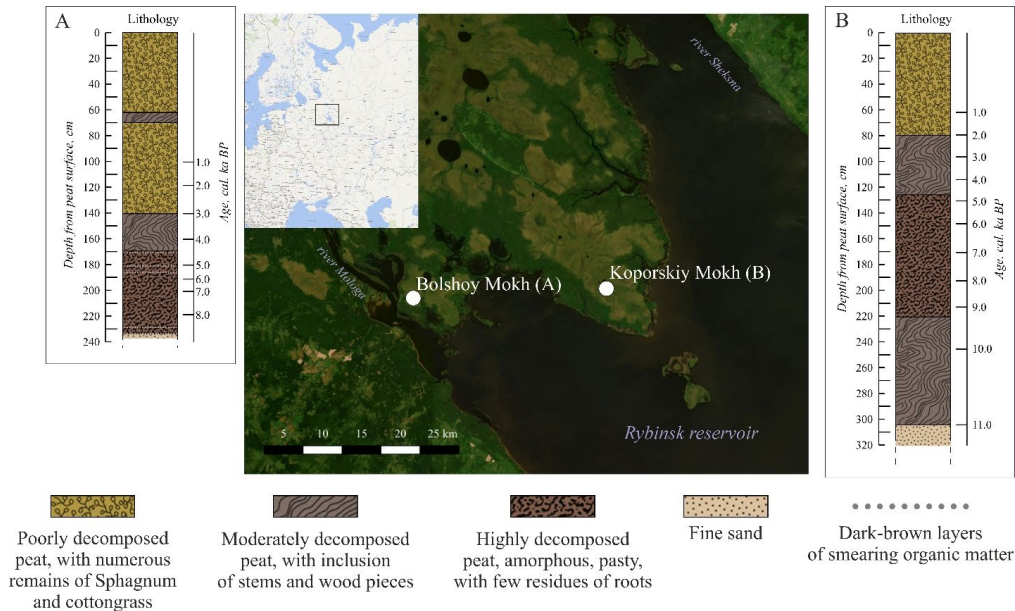 A
Lithology
0
20
40
60
80
100
120
140
160
180
200
220
240
Depth from peat surface, cm
1.0
2.0
3.0
4.0
5.0
6.0
7.0
8.0
Age, cal. ka BP
river Sheksna
river Mologa
Bolshoy Mokh (A)
Koporskiy Mokh (B)
5 10 15 20 25 km
Rybinsk reservoir
B
Lithology
0
20
40
60
80
100
120
140
160
180
200
220
240
260
280
300
320
Depth from peat surface, cm
1.0
2.0
3.0
4.0
5.0
6.0
7.0
8.0
9.0
10.0
11.0
Age, cal. ka BP
Poorly decomposed
peat, with numerous
remains of Sphagnum
and cottongrass
Moderately decomposed
peat, with inclusion
of stems and wood pieces
Highly decomposed
peat, amorphous, pasty,
with few residues of roots
Fine sand
Dark-brown layers
of smearing organic matter